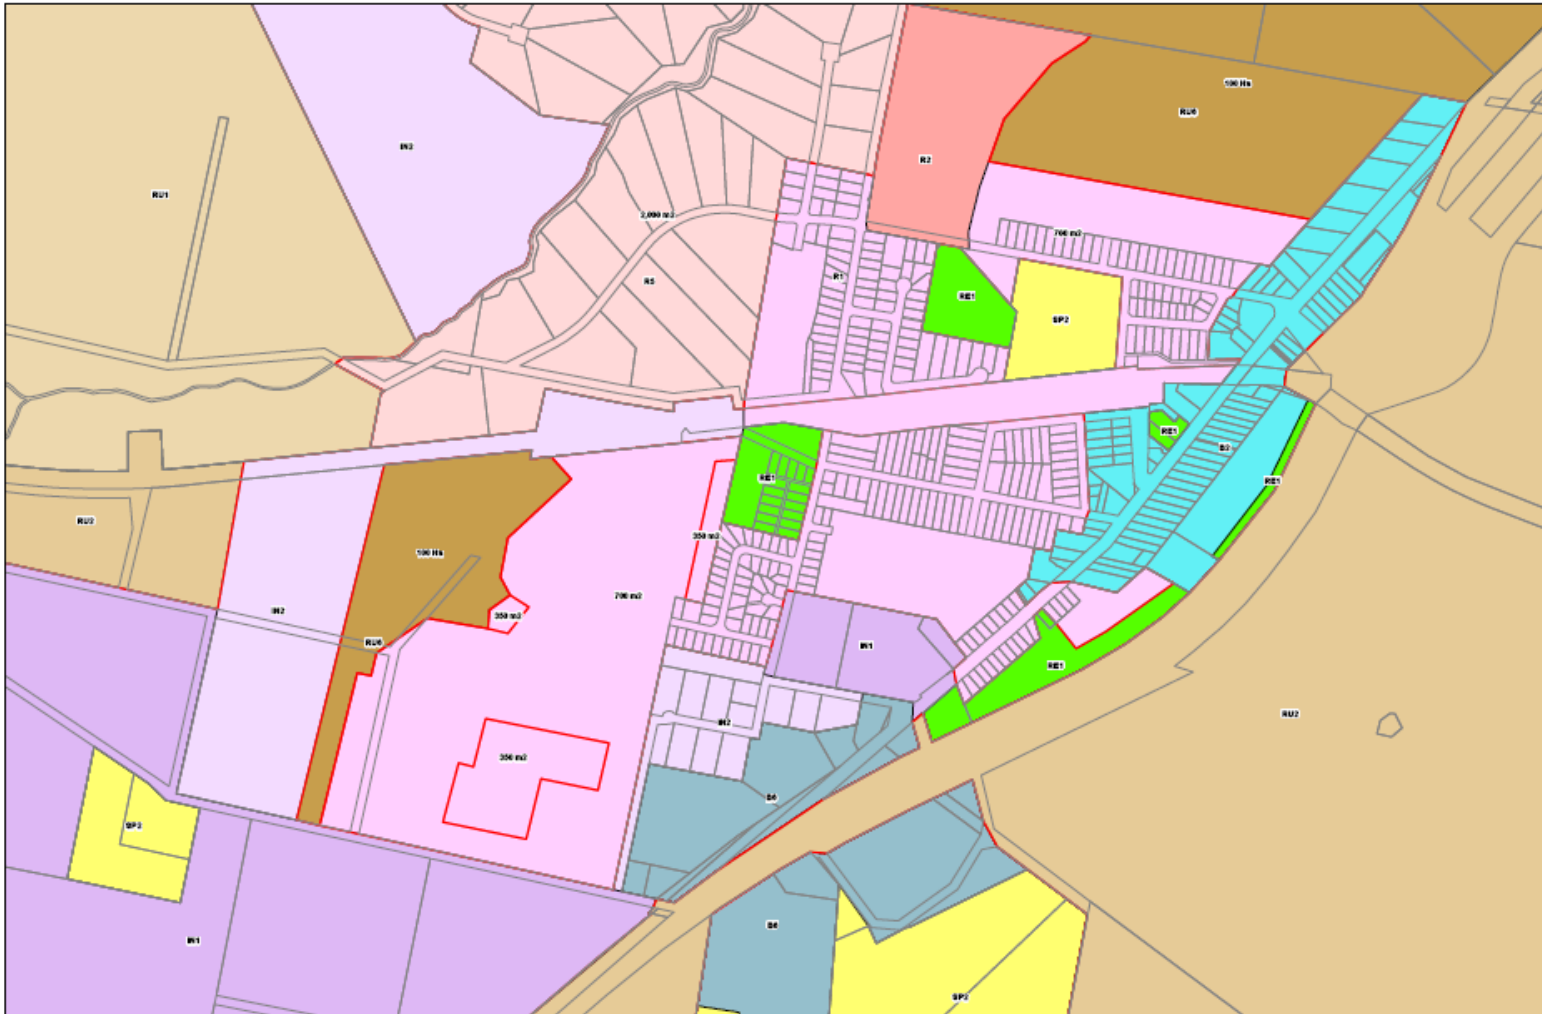 100 Ha
RU6
IN3
R2
RU1
2,000 m2
700 m2
R1
R5
RE1
SP2
RE1
B2
RE1
RE1
RU2
350 m2
100 Ha
700 m2
IN2
350 m2
RU6
IN1
RE1
RU2
IN2
350 m2
B6
SP2
B6
IN1
SP2